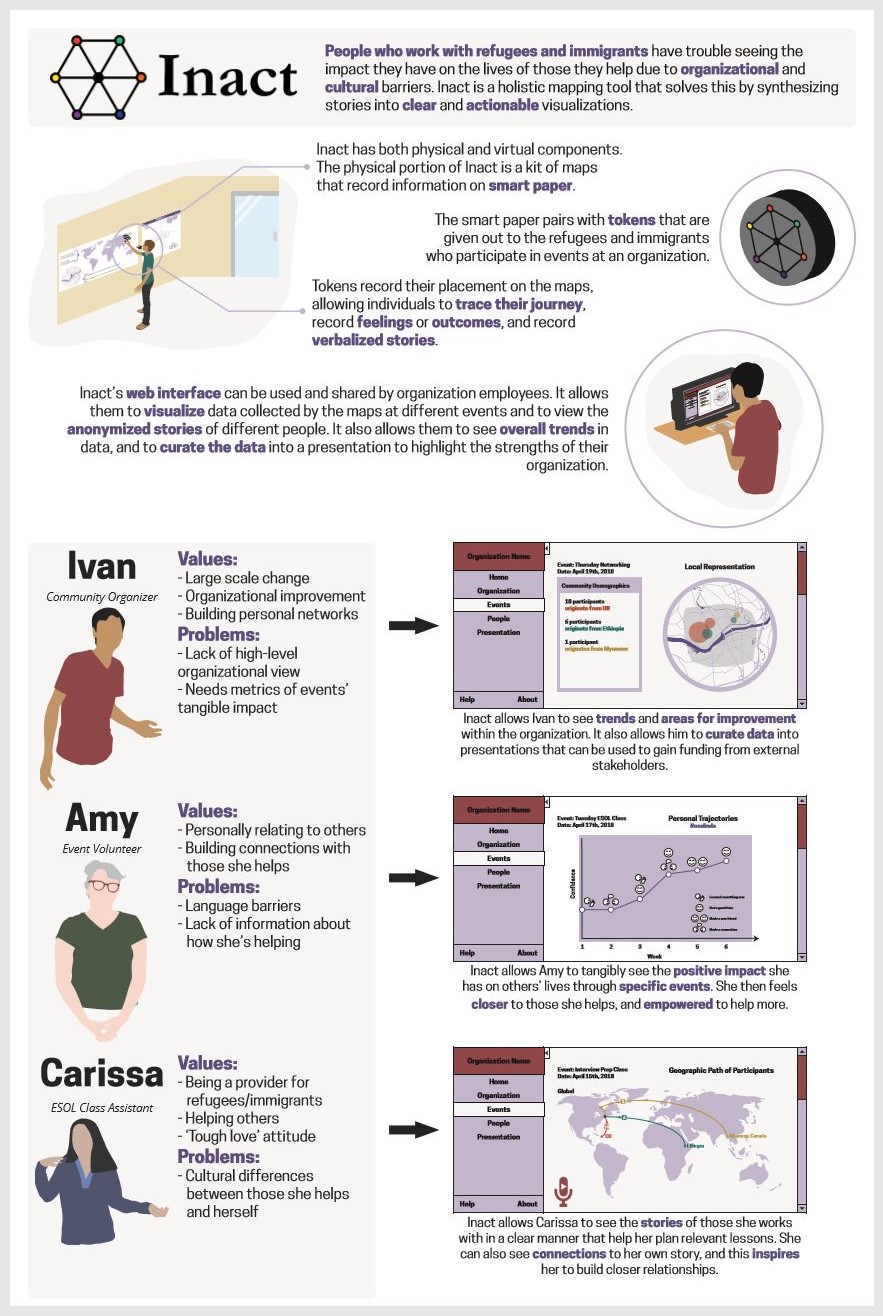 Inact
People who work with refugees and immigrants have trouble seeing the
impact they have on the lives of those they help due to organizational and
cultural barriers. Inact is a holistic mapping tool that solves this by synthesizing
stories into clear and actionable visualizations.
Inact has both physical and virtual components.
The physical portion of Inact is a kit of maps
that record information on smart paper.
The smart paper pairs with tokens that are
given out to the refugees and immigrants
who participate in events at an organization.
Tokens record their placement on the maps,
allowing individuals to trace their journey,
record feelings or outcomes, and record
verbalized stories.
Inact's web interface can be used and shared by organization employees. It allows
them to visualize data collected by the maps at different events and to view the
anonymized stories of different people. It also allows them to see overall trends in
data, and to curate the data into a presentation to highlight the strengths of their
organization.
Ivan
Community Organizer
Values:
- Large scale change
- Organizational improvement
- Building personal networks
Problems:
- Lack of high-level
organizational view
- Needs metrics of events'
tangible impact
Organization Name
Home
Organization
Events
People
Presentation
Help About
Event: Thursday Networking
Date: April 19th, 2018
Community Demographics
18 participants
originate from DR
6 participants
originate from Ethiopia
1 participant
originates from Myanmar
Local Representation
Inact allows Ivan to see trends and areas for improvement
within the organization. It also allows him to curate data into
presentations that can be used to gain funding from external
stakeholders.
Amy
Event Volunteer
Values:
- Personally relating to others
- Building connections with
those she helps
Problems:
- Language barriers
- Lack of information about
how she's helping
Organization Name
Home
Organization
Events
People
Presentation
Help About
Event: Tuesday ESOL Class
Date: April 17th, 2018
Personal Trajectories
Confidence
1 2 3 4 5 6
Week
Inact allows Amy to tangibly see the positive impact she
has on others' lives through specific events. She then feels
closer to those she helps, and empowered to help more.
Carissa
ESOL Class Assistant
Values:
- Being a provider for
refugees/immigrants
- Helping others
- 'Tough love' attitude
Problems:
- Cultural differences
between those she helps
and herself
Organization Name
Home
Organization
Events
People
Presentation
Help About
Event: Interview Prep Class
Date: April 15th, 2018
Geographic Path of Participants
Global
DR
Ethiopia
Inact allows Carissa to see the stories of those she works
with in a clear manner that help her plan relevant lessons. She
can also see connections to her own story, and this inspires
her to build closer relationships.